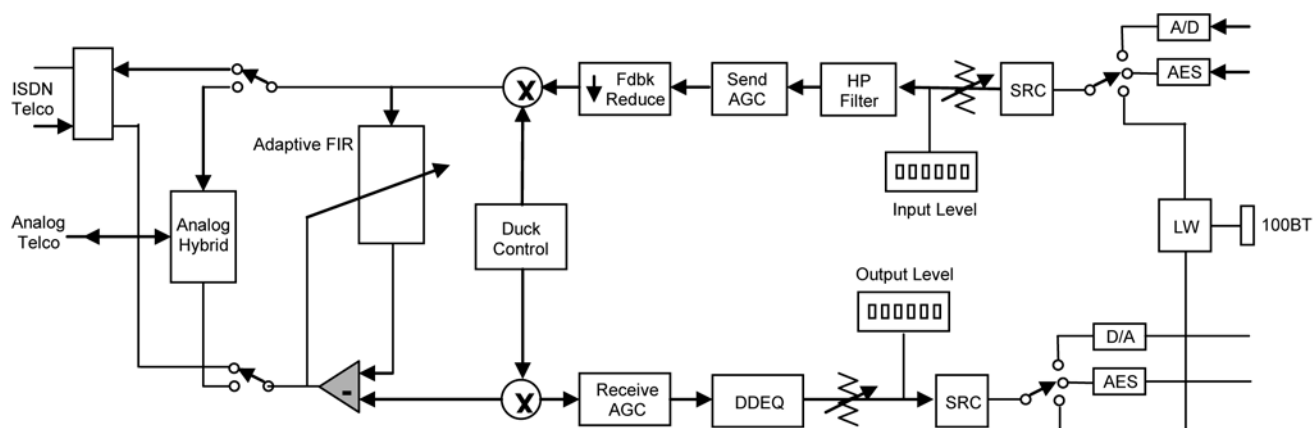 A/D
ISDN
Telco
X
Fdbk
Reduce
Send
AGC
HP
Filter
SRC
AES
Adaptive FIR
Input Level
Analog
Telco
Analog
Hybrid
Duck
Control
LW
100BT
Output Level
D/A
-
X
Receive
AGC
DDEQ
SRC
AES